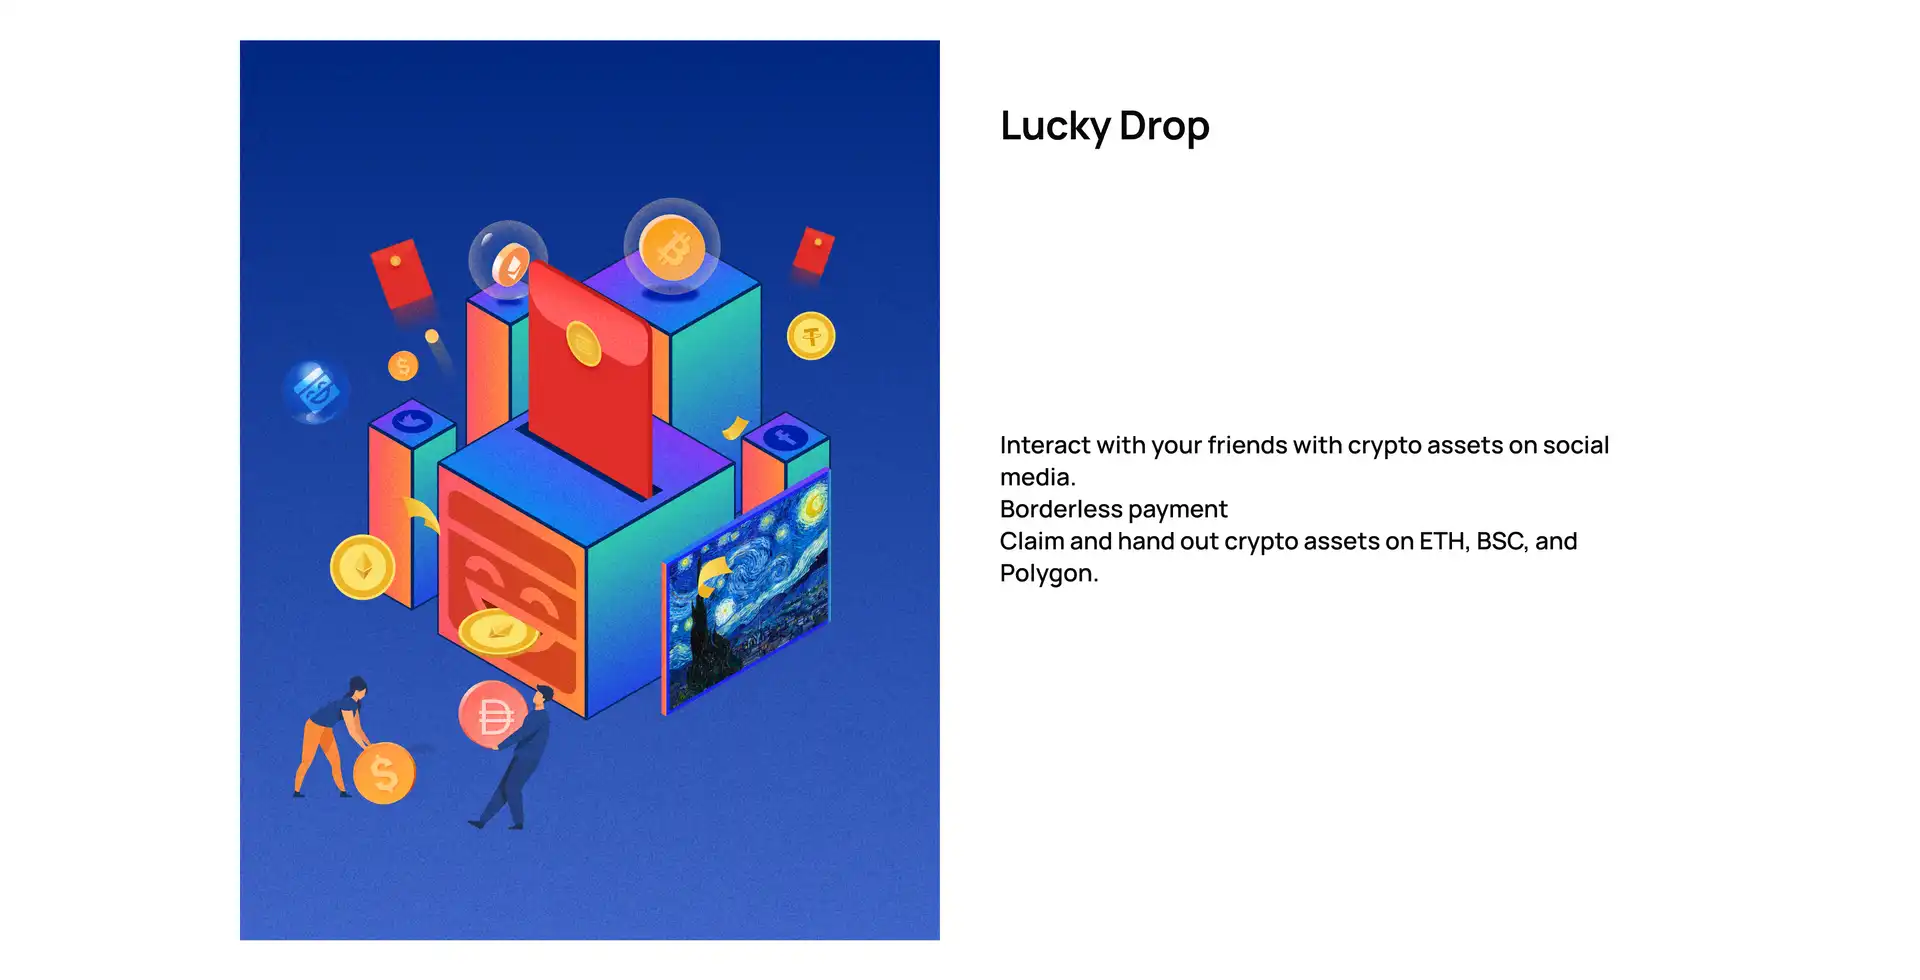 Lucky Drop
Interact with your friends with crypto assets on social
media.
Borderless payment
Claim and hand out crypto assets on ETH, BSC, and
Polygon.